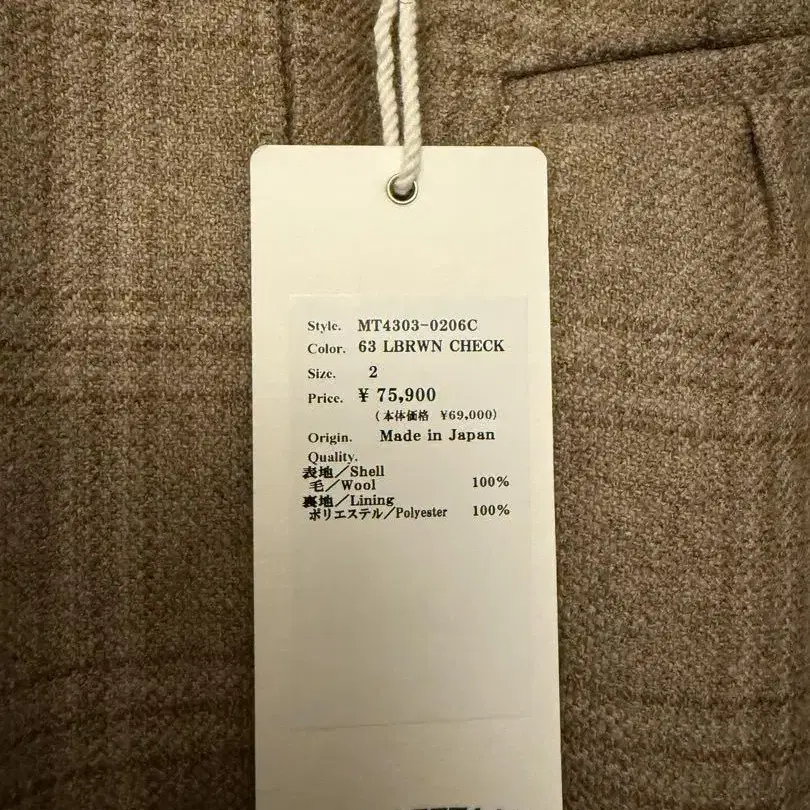 Style. MT4303-0206C
Color. 63 LBRWN CHECK
Size. 2
Price. ¥ 75,900
(本体価格 ¥69,000)
Origin. Made in Japan
Quality.
表地/Shell
毛/Wool 100%
裏地/Lining
ポリエステル/Polyester 100%